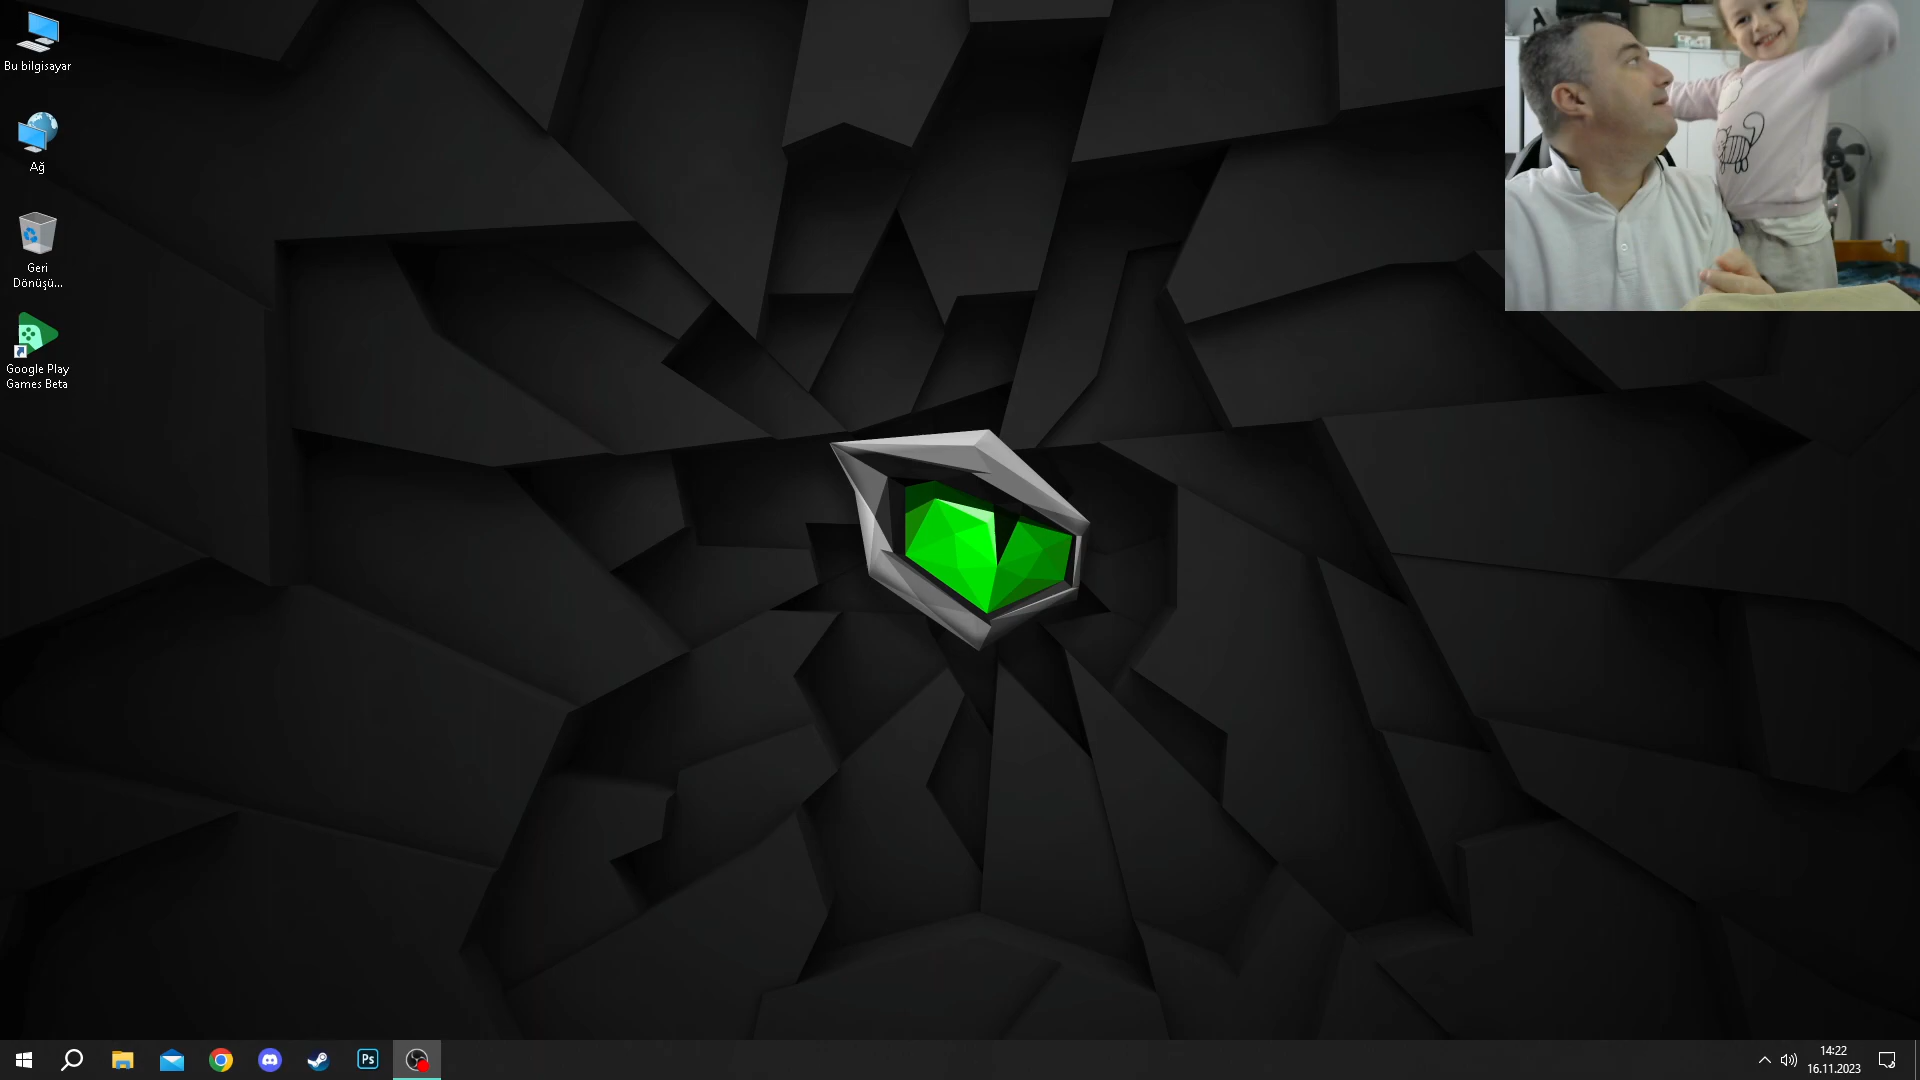 Bu bilgisayar
Ağ
Geri
Dönüşü...
Google Play
Games Beta
Ps
14:22
16.11.2023